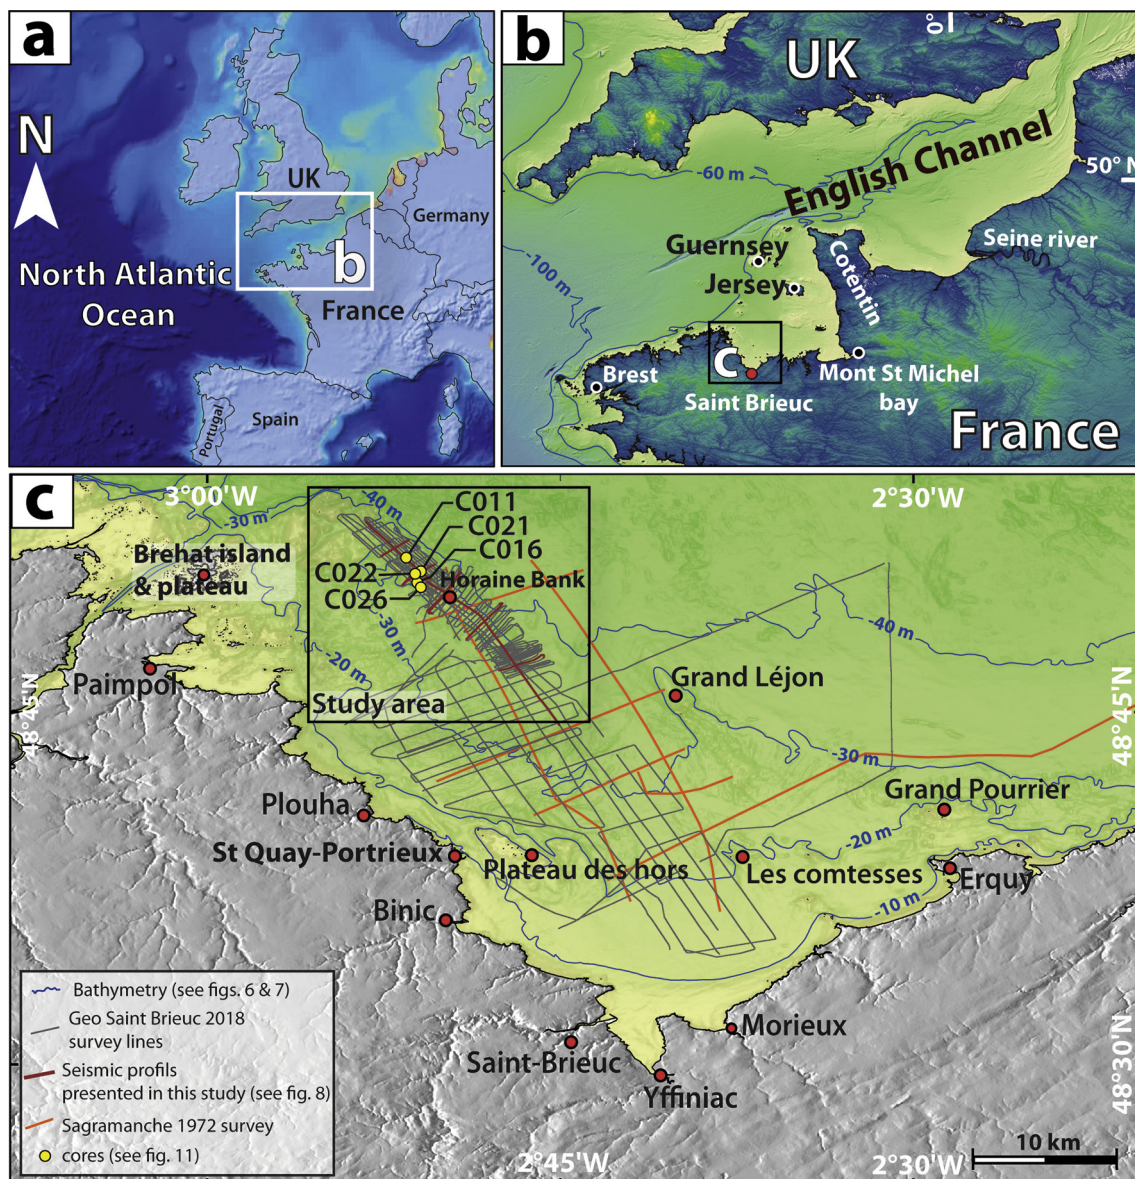 a
N
UK
Germany
b
North Atlantic
Ocean
France
Spain
Portugal
b
0°
UK
50° N
English Channel
-60 m
-100 m
Guernsey
Jersey
Cotentin
Seine river
c
Brest
Saint Brieuc
Mont St Michel
bay
France
c
3°00'W
2°30'W
-30 m
-40 m
C011
C021
C016
C022
C026
Horaine Bank
Brehat island
& plateau
-30 m
-20 m
-40 m
Paimpol
Study area
Grand Léjon
48°45'N
48°45'N
-30 m
Plouha
Grand Pourrier
-20 m
St Quay-Portrieux
Plateau des hors
Les comtesses
Erquy
-10 m
Binic
Bathymetry (see figs. 6 & 7)
Geo Saint Brieuc 2018
survey lines
Seismic profils
presented in this study (see fig. 8)
Sagramanche 1972 survey
cores (see fig. 11)
Saint-Brieuc
Morieux
Yffiniac
48°30'N
2°45'W
2°30'W
10 km